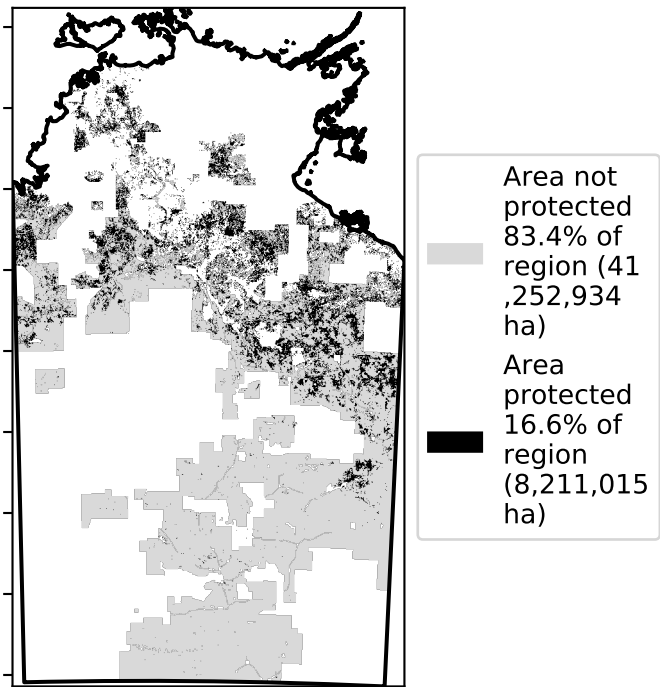 Area not
protected
83.4% of
region (41
,252,934
ha)
Area
protected
16.6% of
region
(8,211,015
ha)